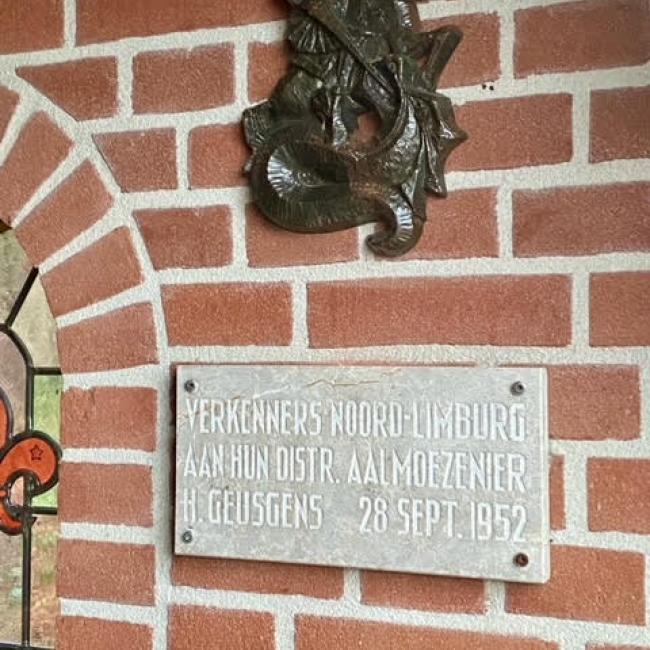 VERKENNERS NOORD-LIMBURG
AAN HUN DISTR. AALMOEZENIER
H. GEUSGENS 28 SEPT. 1952